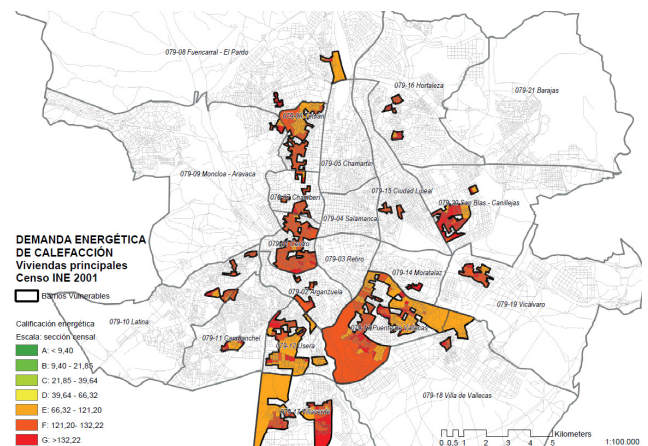 079-08 Fuencarral - El Pardo
079-16 Hortaleza
079-21 Barajas
079-05 Chamartin
079-09 Moncloa - Aravaca
079-15 Ciudad Lineal
079-20 San Blas - Canillejas
079-04 Salamanca
079-03 Retiro
079-14 Moratalaz
079-02 Arganzuela
079-19 Vicálvaro
079-10 Latina
079-11 Carabanchel
079-12 Usera
079-18 Villa de Vallecas
DEMANDA ENERGÉTICA
DE CALEFACCIÓN
Viviendas principales
Censo INE 2001
Barrios Vulnerables
Calificación energética
Escala: sección censal
A: < 9,40
B: 9,40 - 21,85
C: 21,85 - 39,64
D: 39,64 - 66,32
E: 66,32 - 121,20
F: 121,20- 132,22
G: >132,22
Kilometers
0 0.5 1 2 3 4 5
1:100.000